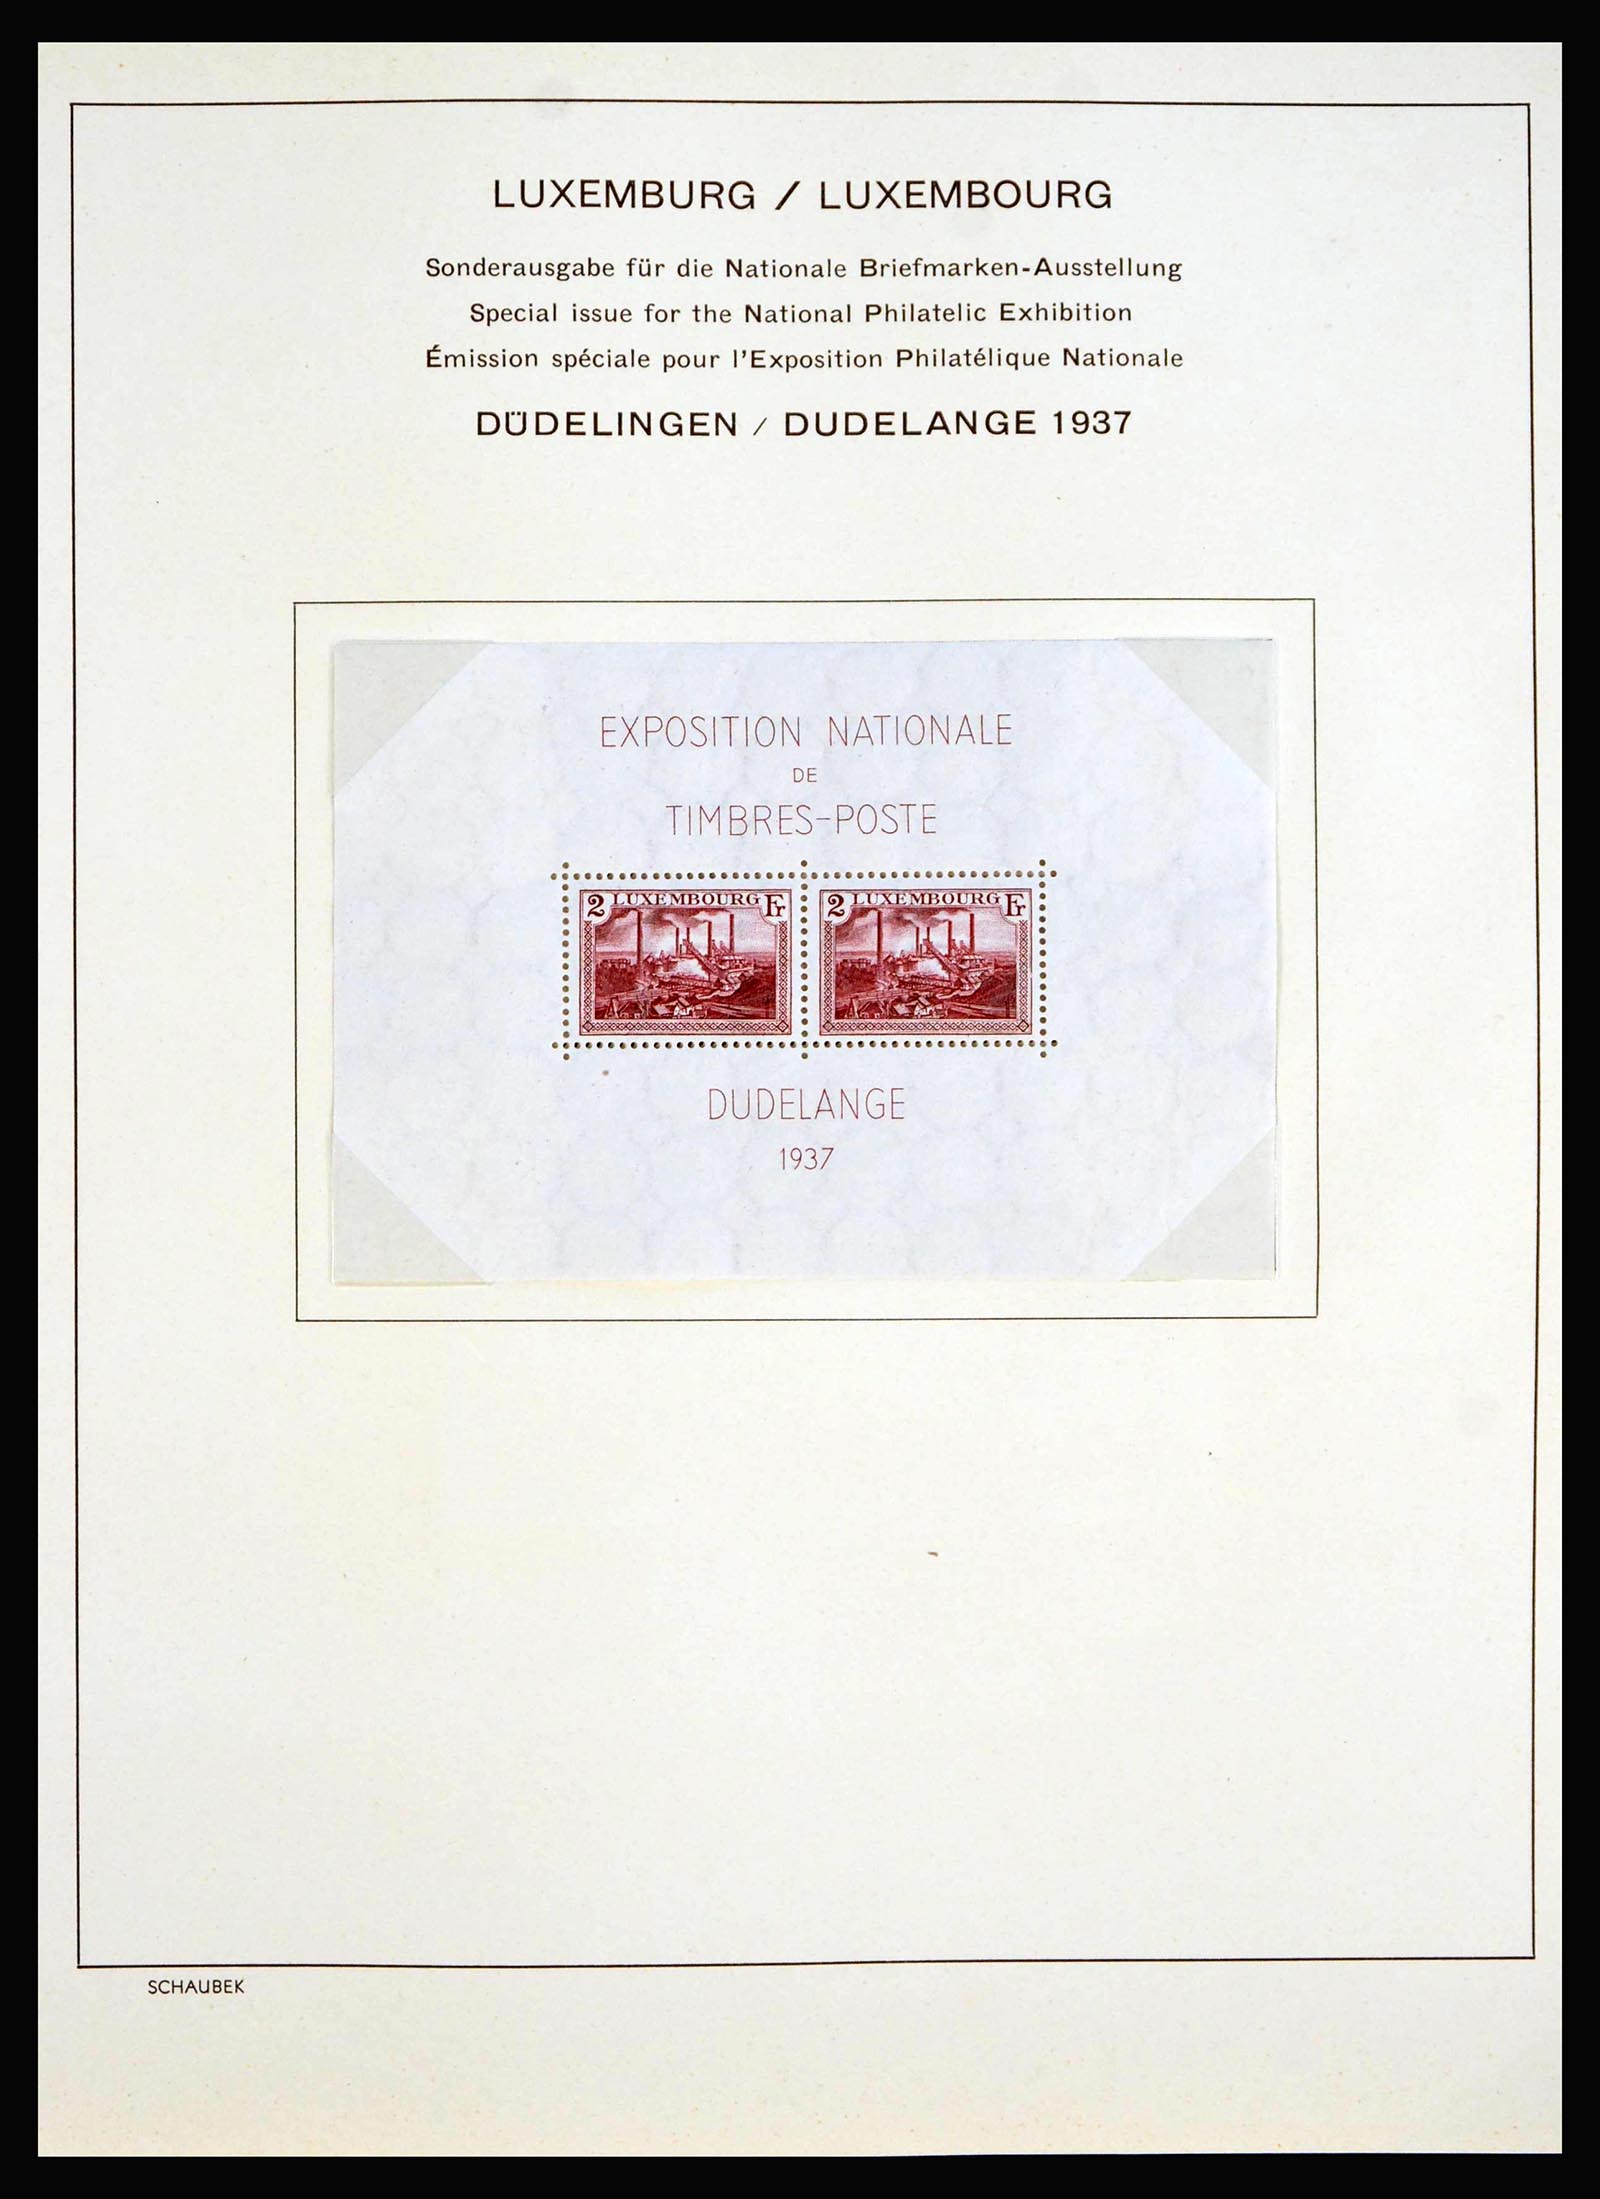 LUXEMBURG / LUXEMBOURG
Sonderausgabe für die Nationale Briefmarken-Ausstellung
Special issue for the National Philatelic Exhibition
Émission spéciale pour l'Exposition Philatélique Nationale
DÜDELINGEN / DUDELANGE 1937
EXPOSITION NATIONALE
DE
TIMBRES-POSTE
2 LUXEMBOURG Fr
2 LUXEMBOURG Fr
DUDELANGE
1937
SCHAUBEK